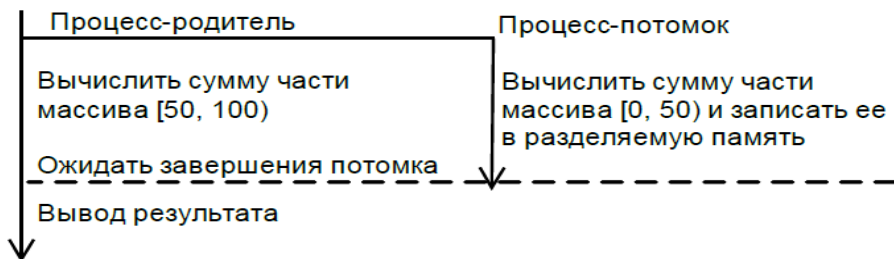 Процесс-родитель
Процесс-потомок
Вычислить сумму части
массива [50, 100)
Вычислить сумму части
массива [0, 50) и записать ее
в разделяемую память
Ожидать завершения потомка
Вывод результата